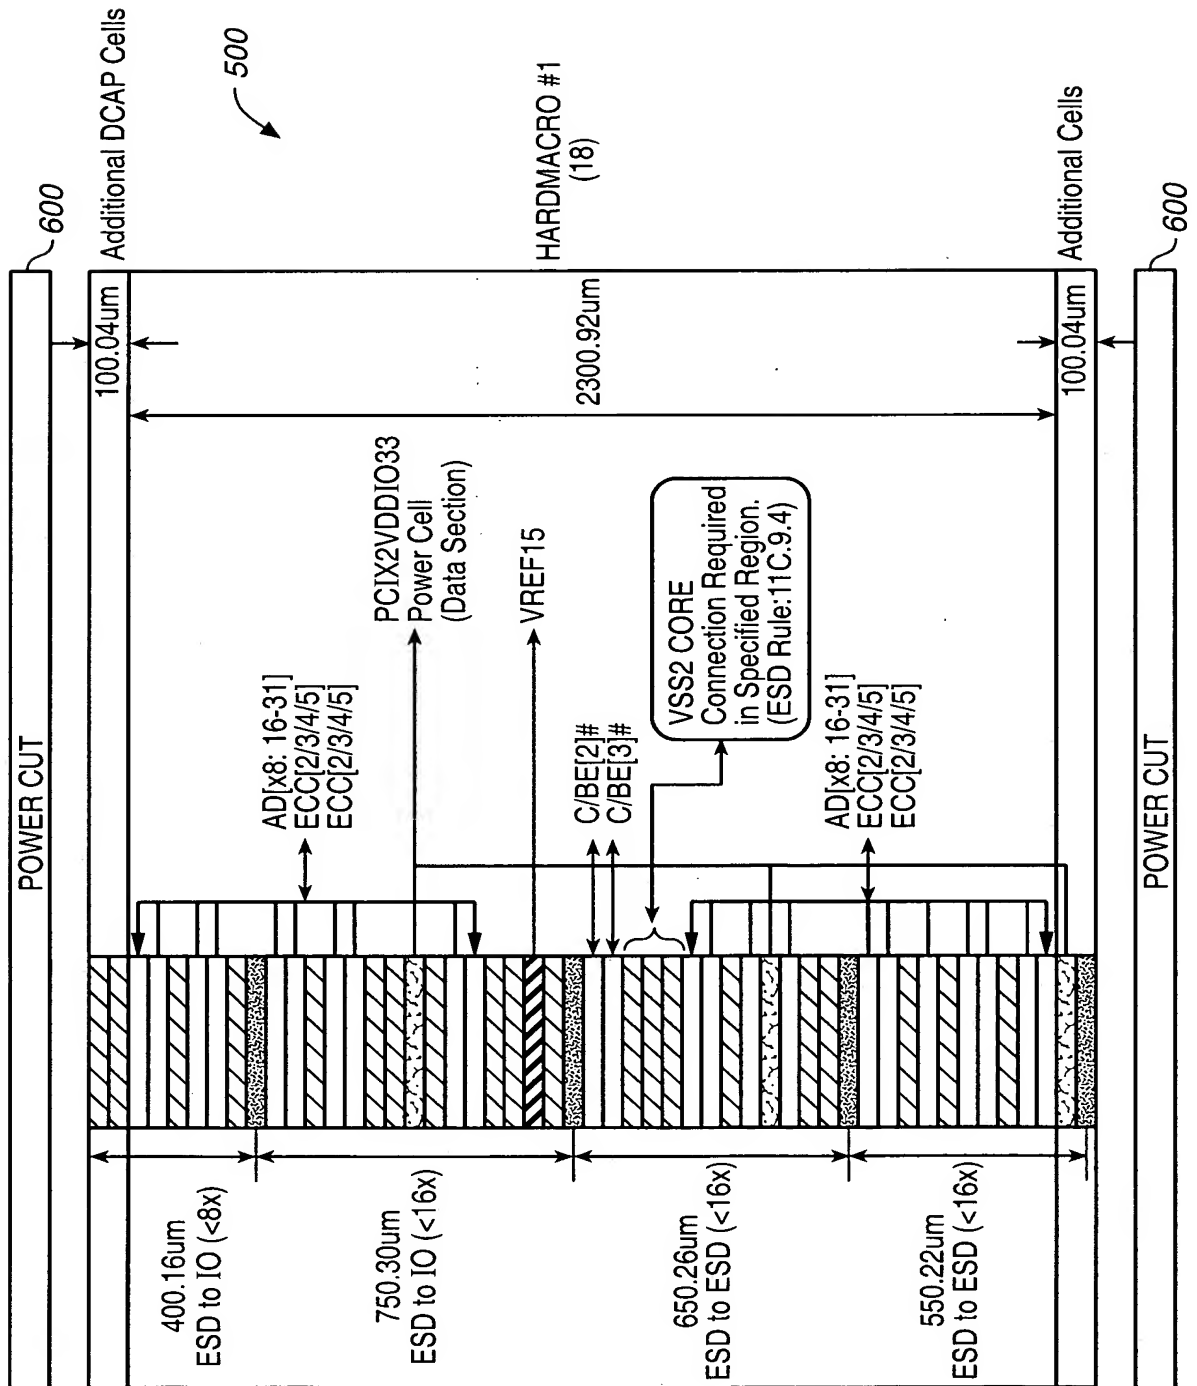 POWER CUT
600
Additional DCAP Cells
500
100.04um
HARDMACRO #1
(18)
2300.92um
PCIX2VDDIO33
Power Cell
(Data Section)
VREF15
AD[x8: 16-31]
ECC[2/3/4/5]
ECC[2/3/4/5]
C/BE[2]#
C/BE[3]#
VSS2 CORE
Connection Required
in Specified Region.
(ESD Rule:11C.9.4)
AD[x8: 16-31]
ECC[2/3/4/5]
ECC[2/3/4/5]
400.16um
ESD to IO (<8x)
750.30um
ESD to IO (<16x)
650.26um
ESD to ESD (<16x)
550.22um
ESD to ESD (<16x)
100.04um
Additional Cells
POWER CUT
600